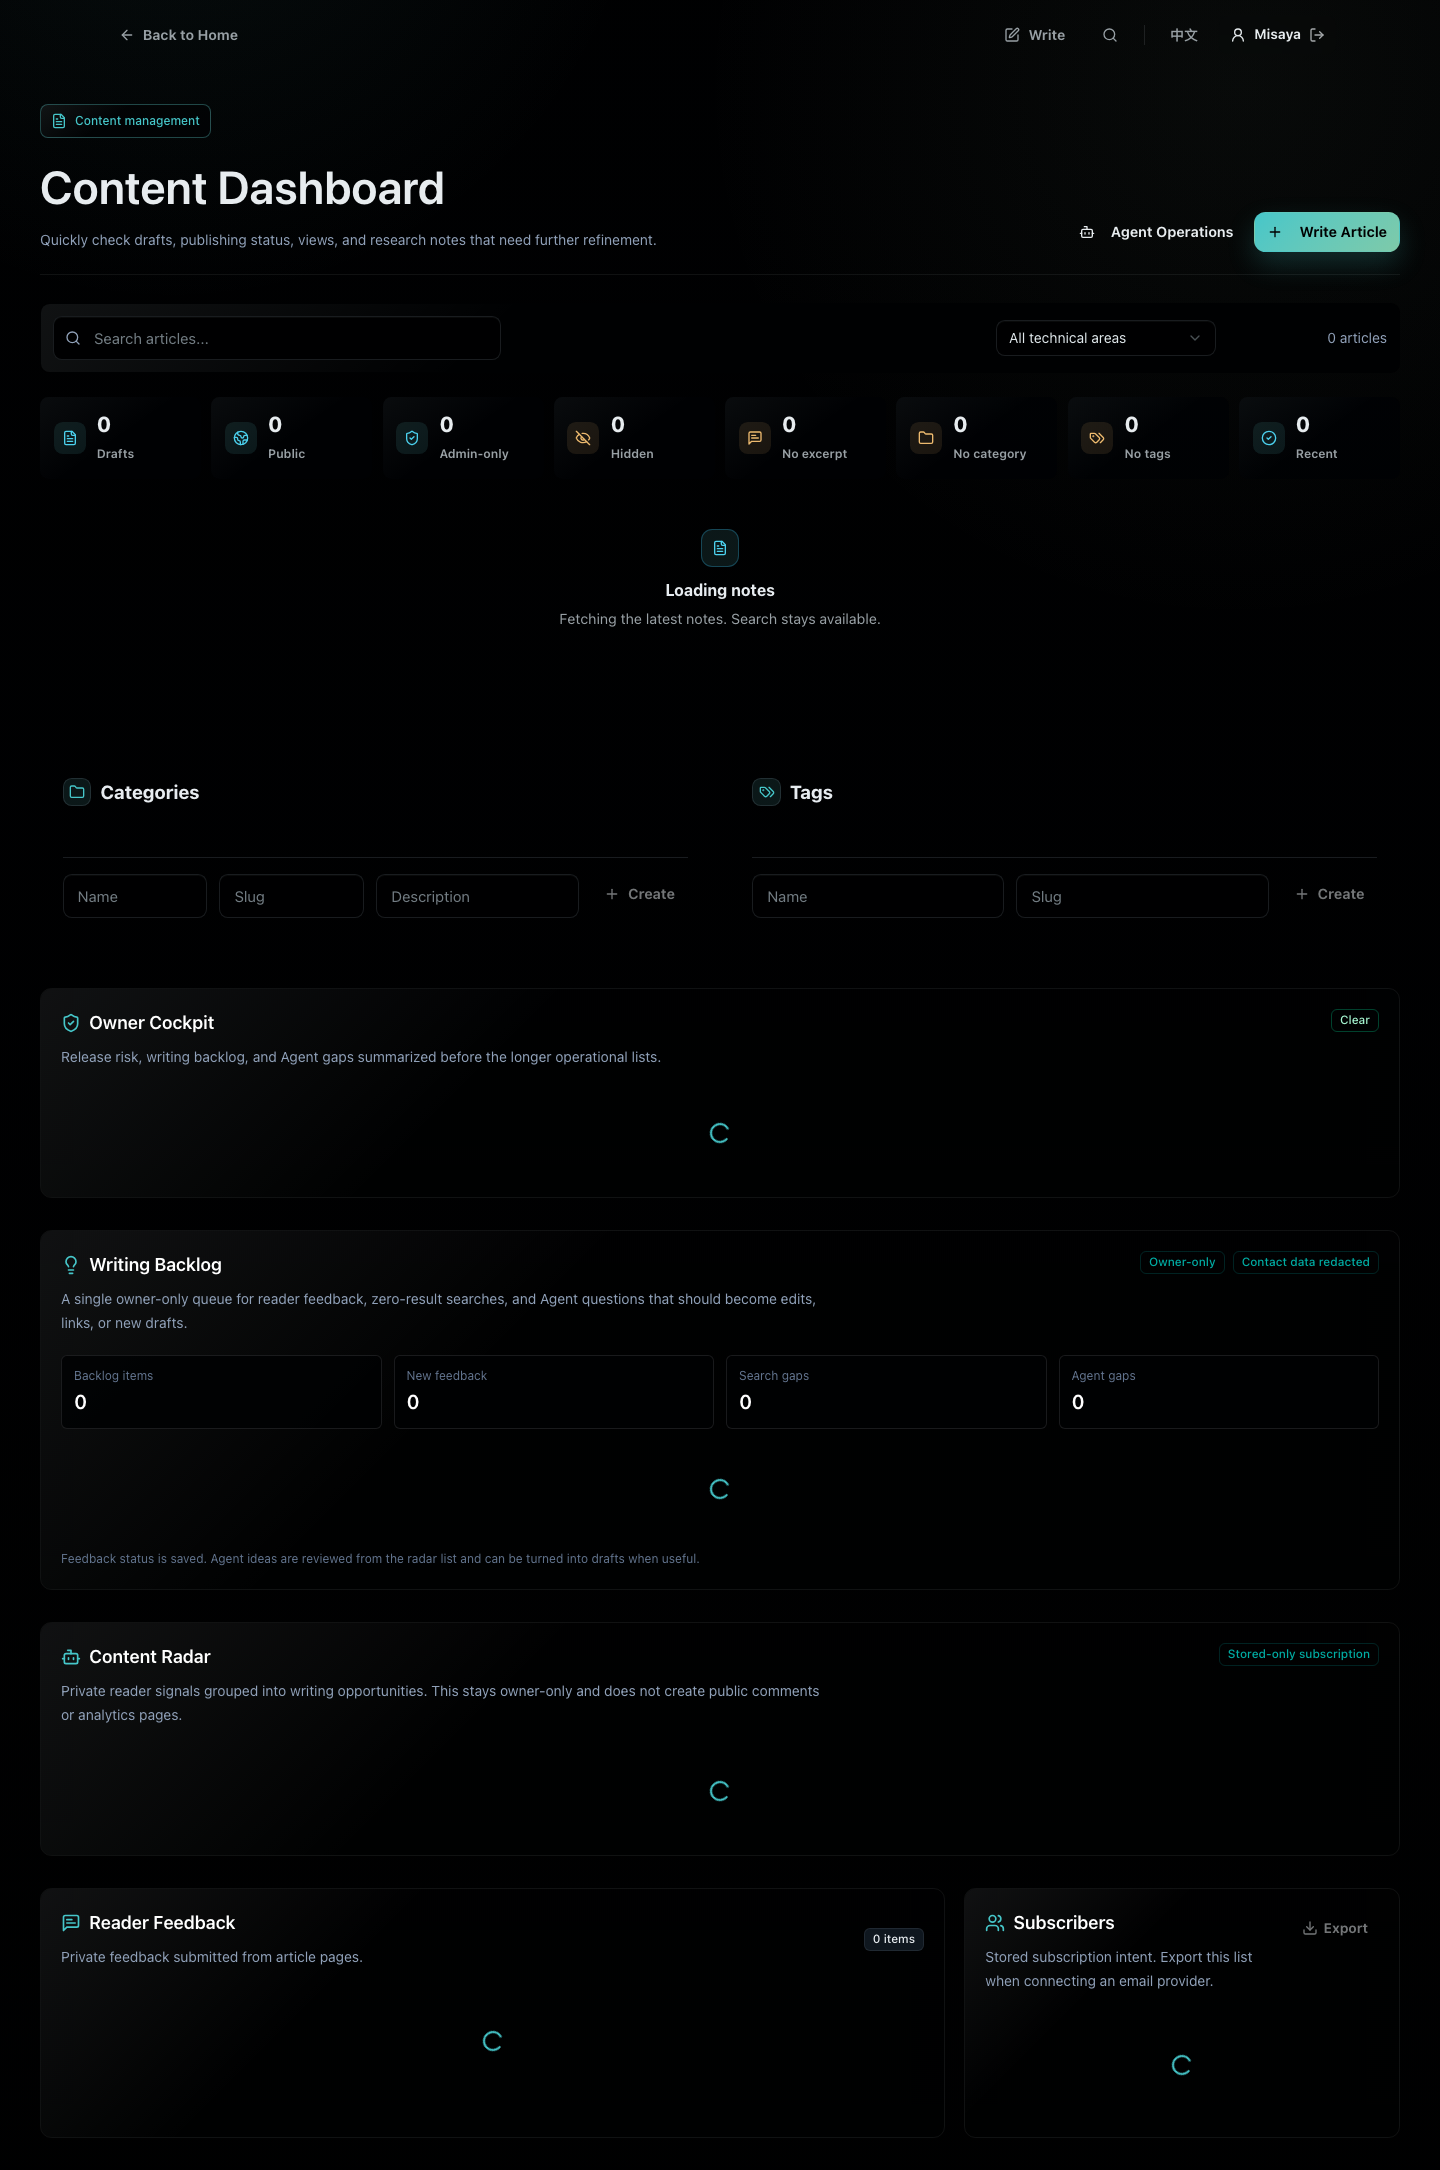 Back to Home
Write
中文
Misaya
Content management
Content Dashboard
Quickly check drafts, publishing status, views, and research notes that need further refinement.
Agent Operations
Write Article
Search articles...
All technical areas
0 articles
0
Drafts
0
Public
0
Admin-only
0
Hidden
0
No excerpt
0
No category
0
No tags
0
Recent
Loading notes
Fetching the latest notes. Search stays available.
Categories
Name
Slug
Description
Create
Tags
Name
Slug
Create
Owner Cockpit
Clear
Release risk, writing backlog, and Agent gaps summarized before the longer operational lists.
Writing Backlog
Owner-only
Contact data redacted
A single owner-only queue for reader feedback, zero-result searches, and Agent questions that should become edits,
links, or new drafts.
Backlog items
0
New feedback
0
Search gaps
0
Agent gaps
0
Feedback status is saved. Agent ideas are reviewed from the radar list and can be turned into drafts when useful.
Content Radar
Stored-only subscription
Private reader signals grouped into writing opportunities. This stays owner-only and does not create public comments
or analytics pages.
Reader Feedback
0 items
Private feedback submitted from article pages.
Subscribers
Export
Stored subscription intent. Export this list
when connecting an email provider.